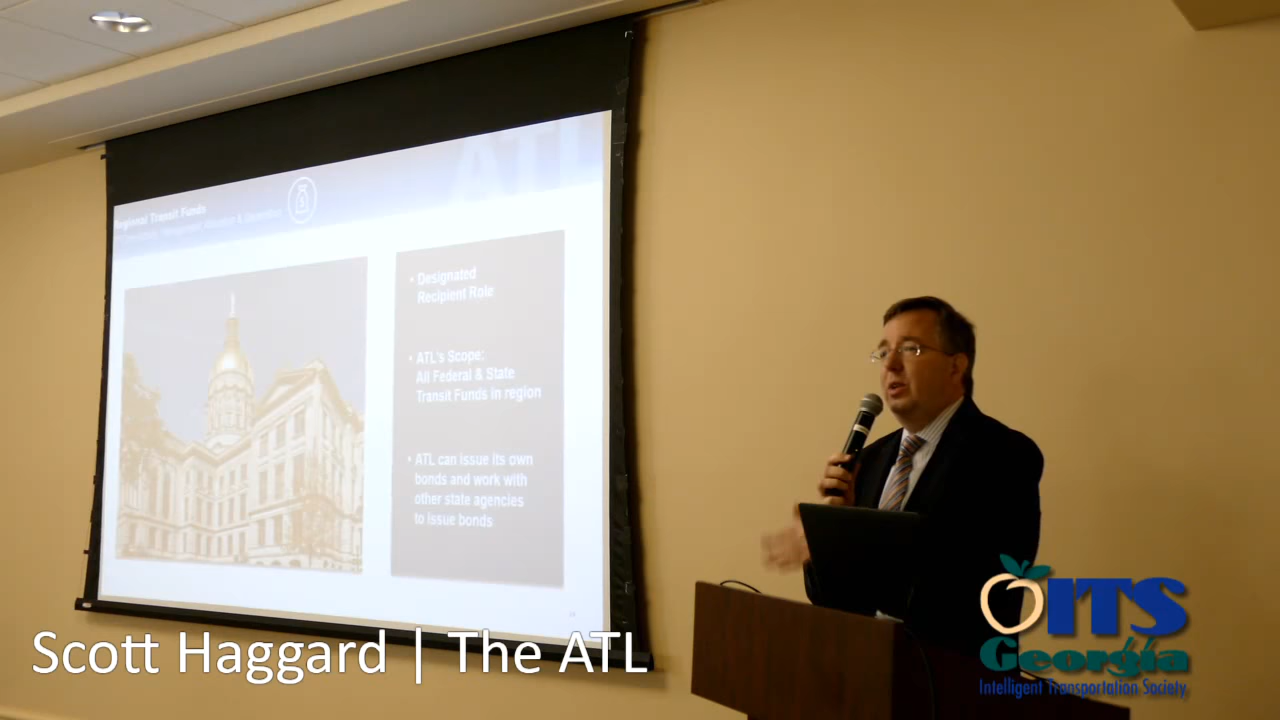 ATL
Regional Transit Funds
$
• Designated
Recipient Role
• ATL's Scope:
All Federal & State
Transit Funds in region
• ATL can issue its own
bonds and work with
other state agencies
to issue bonds
Scott Haggard | The ATL
ITS
Georgia
Intelligent Transportation Society